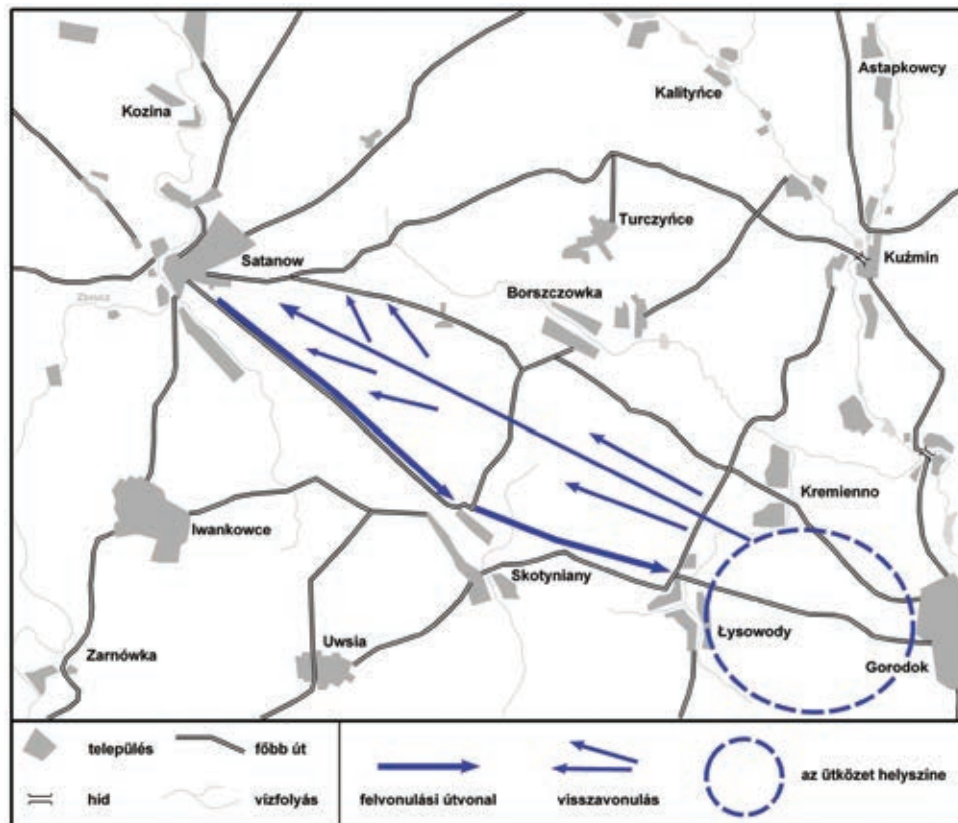 Kozina
Kalityńce
Astapkowcy
Turczyńce
Satanow
Kuźmin
Zbrucz
Borszczowka
Kremienno
Iwankowce
Skotyniany
Uwsia
Łysowody
Zarnówka
Gorodok
település
főbb út
híd
vízfolyás
felvonulási útvonal
visszavonulás
az ütközet helyszíne